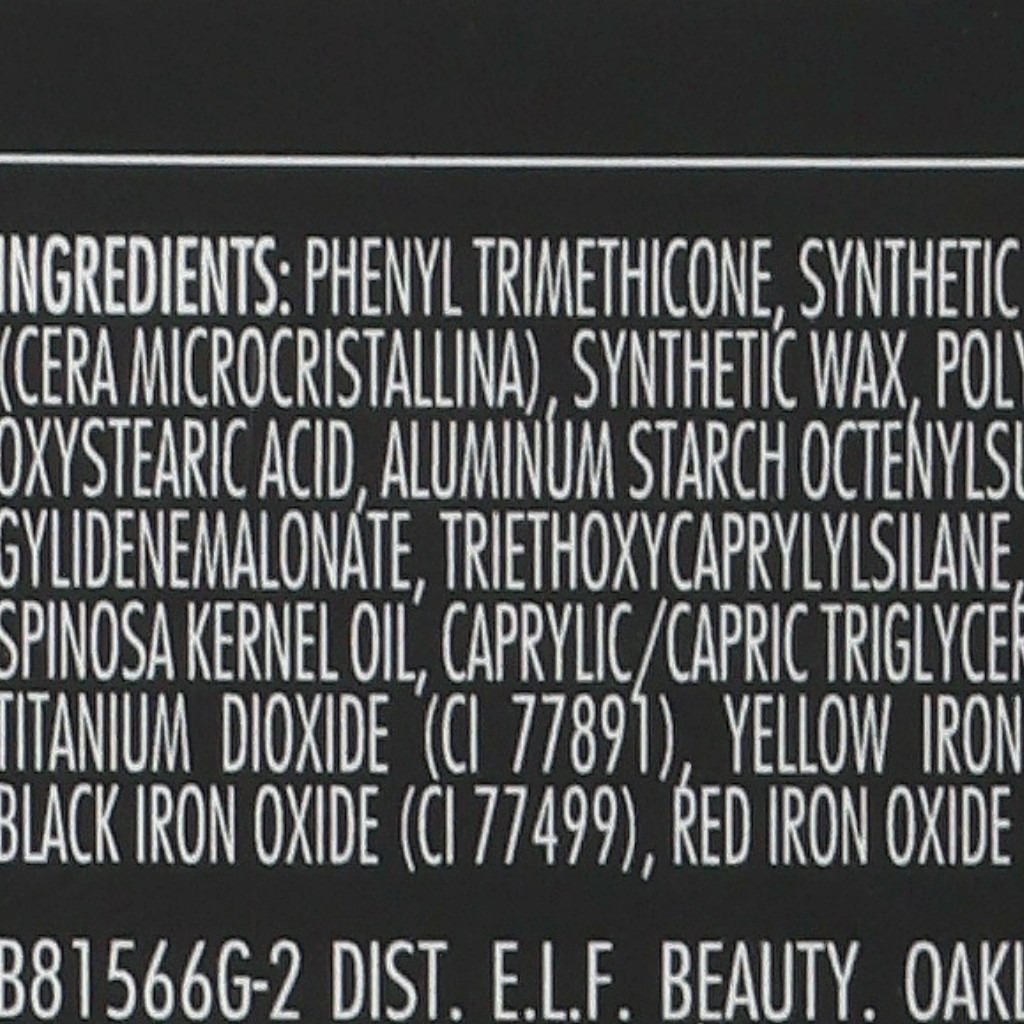 INGREDIENTS: PHENYL TRIMETHICONE, SYNTHETIC
(CERA MICROCRISTALLINA), SYNTHETIC WAX, POLY
OXYSTEARIC ACID, ALUMINUM STARCH OCTENYLSU
GYLIDENEMALONATE, TRIETHOXYCAPRYLYLSILANE,
SPINOSA KERNEL OIL, CAPRYLIC/CAPRIC TRIGLYCER
TITANIUM DIOXIDE (CI 77891), YELLOW IRON
BLACK IRON OXIDE (CI 77499), RED IRON OXIDE
B81566G-2 DIST. E.L.F. BEAUTY. OAKL